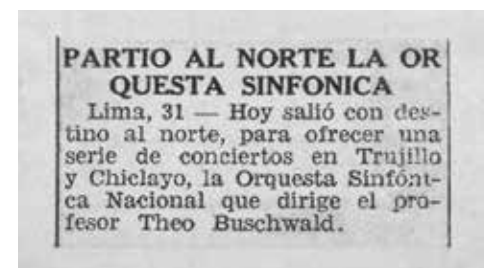 PARTIO AL NORTE LA OR
QUESTA SINFONICA
Lima, 31 — Hoy salió con des-
tino al norte, para ofrecer una
serie de conciertos en Trujillo
y Chiclayo, la Orquesta Sinfóni-
ca Nacional que dirige el pro-
fesor Theo Buschwald.